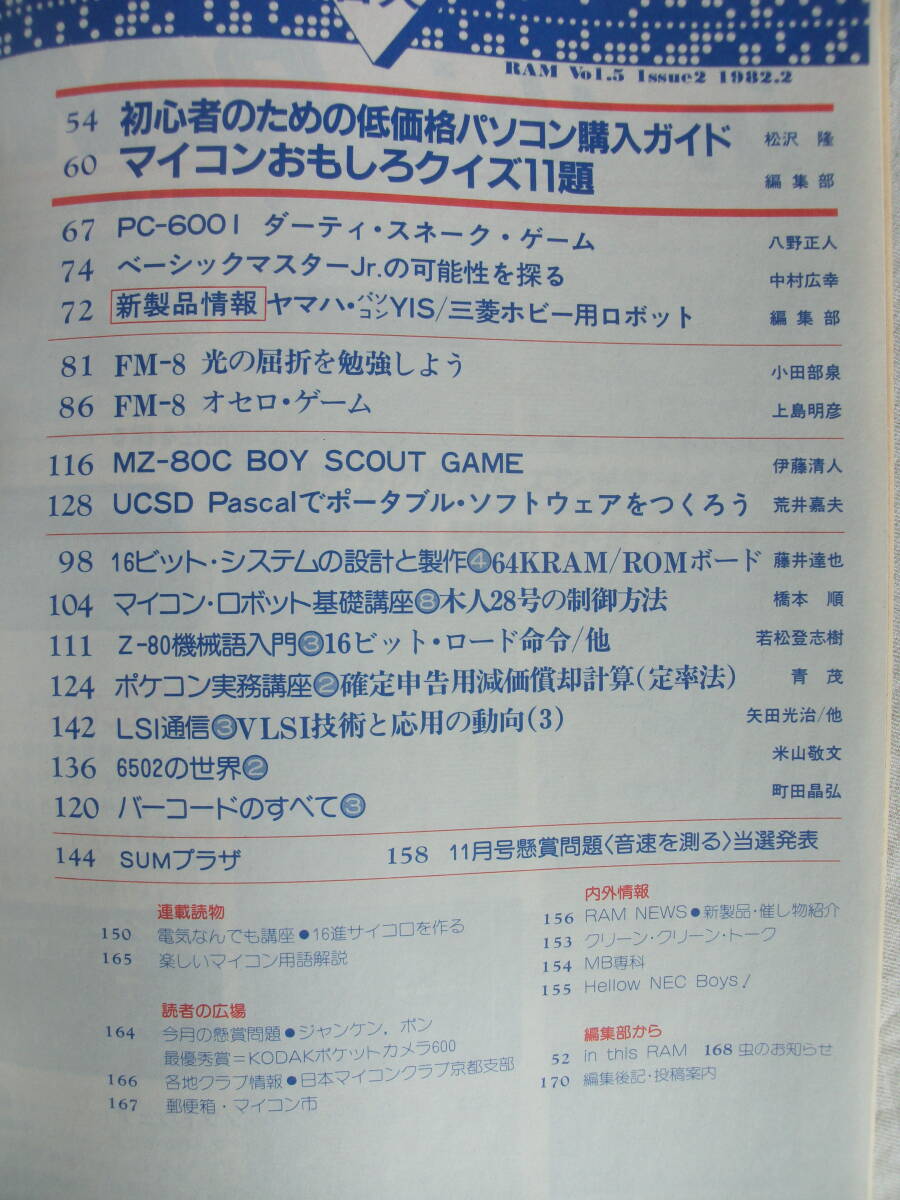 RAM Vol.5 Issue2 1982.2
54 初心者のための低価格パソコン購入ガイド 松沢 隆
60 マイコンおもしろクイズ11題 編集部
67 PC-6001 ダーティ・スネーク・ゲーム 八野正人
74 ベーシックマスターJr.の可能性を探る 中村広幸
72 新製品情報 ヤマハ・パソコンYIS/三菱ホビー用ロボット 編集部
81 FM-8 光の屈折を勉強しよう 小田部泉
86 FM-8 オセロ・ゲーム 上島明彦
116 MZ-80C BOY SCOUT GAME 伊藤清人
128 UCSD Pascalでポータブル・ソフトウェアをつくろう 荒井嘉夫
98 16ビット・システムの設計と製作④64KRAM/ROMボード 藤井達也
104 マイコン・ロボット基礎講座⑧木人28号の制御方法 橋本 順
111 Z-80機械語入門③16ビット・ロード命令/他 若松登志樹
124 ポケコン実務講座②確定申告用減価償却計算(定率法) 青 茂
142 LSI通信③VLSI技術と応用の動向(3) 矢田光治/他
136 6502の世界② 米山敬文
120 バーコードのすべて③ 町田晶弘
144 SUMプラザ 158 11月号懸賞問題〈音速を測る〉当選発表
連載読物
150 電気なんでも講座●16進サイコロを作る
165 楽しいマイコン用語解説
読者の広場
164 今月の懸賞問題●ジャンケン，ポン
最優秀賞=KODAKポケットカメラ600
166 各地クラブ情報●日本マイコンクラブ京都支部
167 郵便箱・マイコン市
内外情報
156 RAM NEWS●新製品・催し物紹介
153 クリーン・クリーン・トーク
154 MB専科
155 Hellow NEC Boys!
編集部から
52 in this RAM 168 虫のお知らせ
170 編集後記・投稿案内